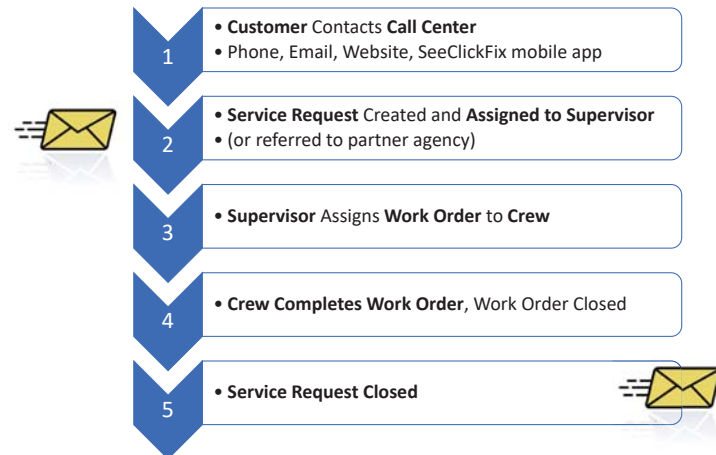 1
• Customer Contacts Call Center
• Phone, Email, Website, SeeClickFix mobile app
2
• Service Request Created and Assigned to Supervisor
• (or referred to partner agency)
3
• Supervisor Assigns Work Order to Crew
4
• Crew Completes Work Order, Work Order Closed
5
• Service Request Closed